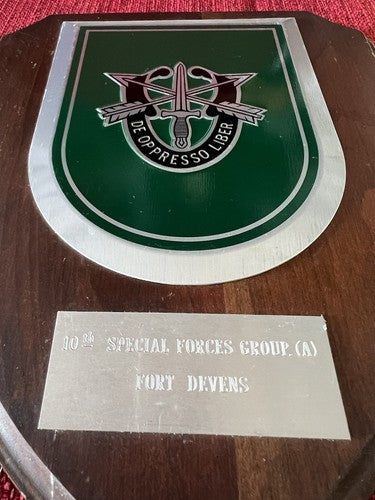 DE OPPRESSO LIBER
10th SPECIAL FORCES GROUP. (A)
FORT DEVENS